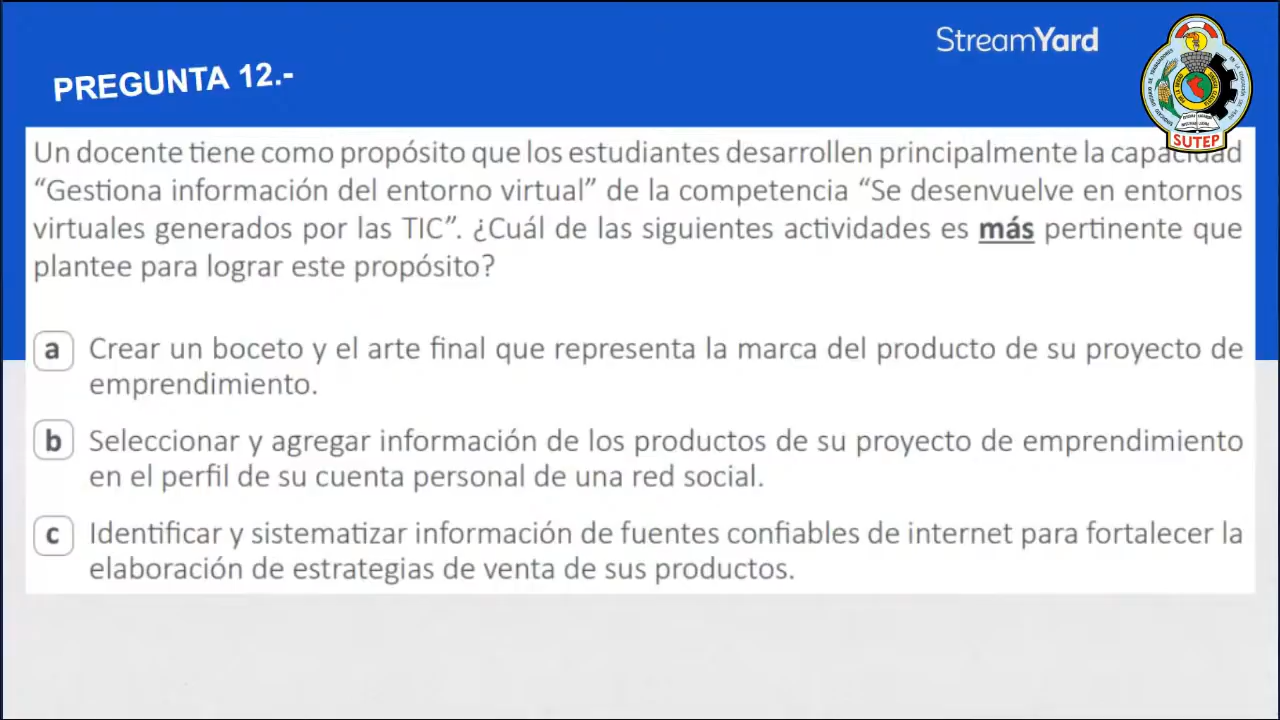 StreamYard
PREGUNTA 12.-
SUTEP
Un docente tiene como propósito que los estudiantes desarrollen principalmente la capacidad
“Gestiona información del entorno virtual” de la competencia “Se desenvuelve en entornos
virtuales generados por las TIC”. ¿Cuál de las siguientes actividades es más pertinente que
plantee para lograr este propósito?
a Crear un boceto y el arte final que representa la marca del producto de su proyecto de
emprendimiento.
b Seleccionar y agregar información de los productos de su proyecto de emprendimiento
en el perfil de su cuenta personal de una red social.
c Identificar y sistematizar información de fuentes confiables de internet para fortalecer la
elaboración de estrategias de venta de sus productos.